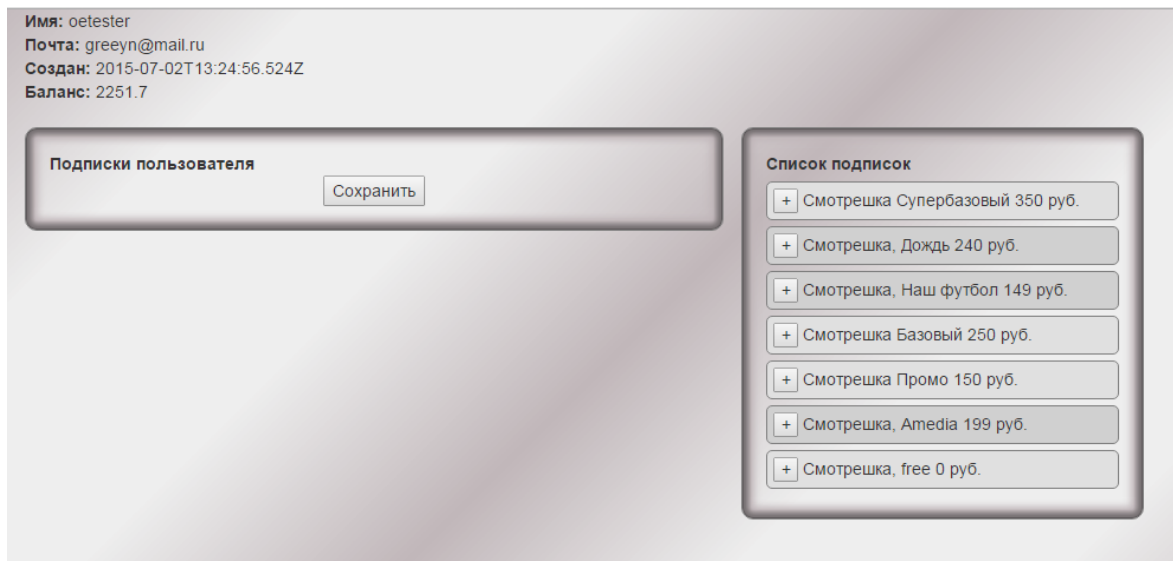 Имя: oetester
Почта: greeyn@mail.ru
Создан: 2015-07-02T13:24:56.524Z
Баланс: 2251.7
Подписки пользователя
Сохранить
Список подписок
+ Смотрешка Супербазовый 350 руб.
+ Смотрешка, Дождь 240 руб.
+ Смотрешка, Наш футбол 149 руб.
+ Смотрешка Базовый 250 руб.
+ Смотрешка Промо 150 руб.
+ Смотрешка, Amedia 199 руб.
+ Смотрешка, free 0 руб.